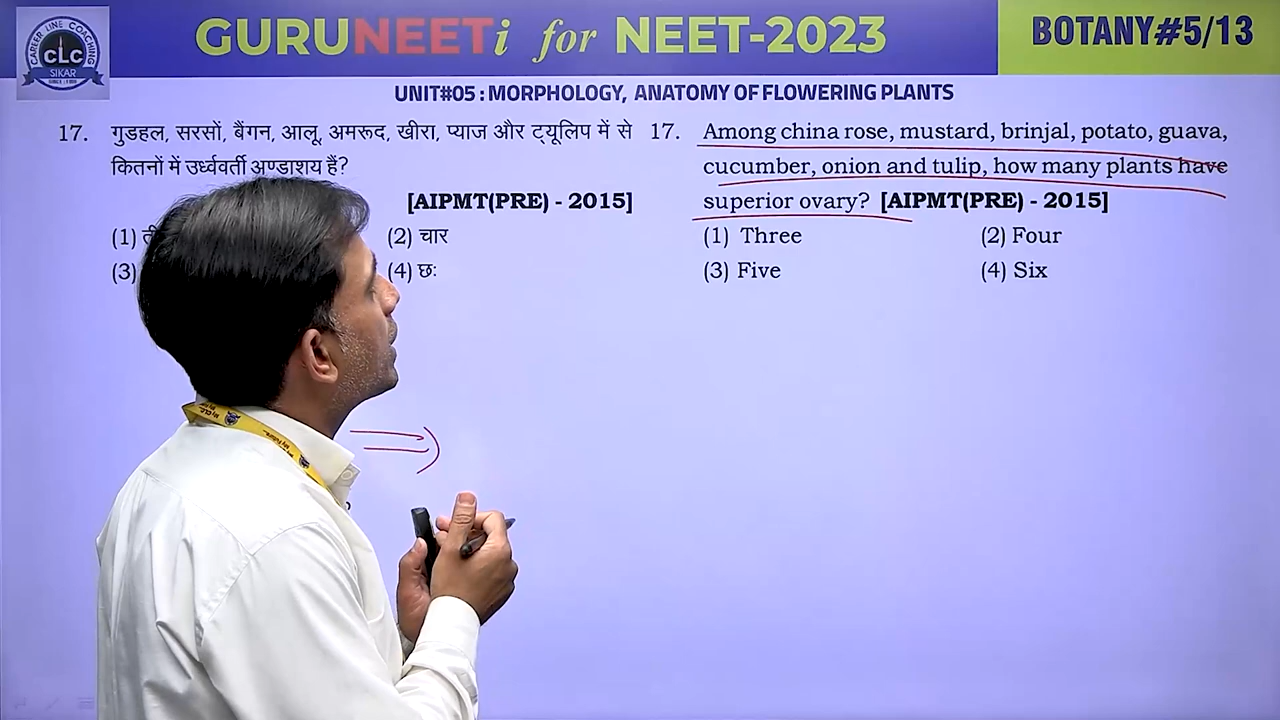 CAREER LINE COACHING
CLC
SIKAR
GURUNEETi for NEET-2023
BOTANY#5/13
UNIT#05 : MORPHOLOGY, ANATOMY OF FLOWERING PLANTS
17. गुडहल, सरसों, बैंगन, आलू, अमरूद, खीरा, प्याज और ट्यूलिप में से
कितनों में उर्ध्ववर्ती अण्डाशय हैं?
[AIPMT(PRE) - 2015]
(1)
(2) चार
(3)
(4) छः
17. Among china rose, mustard, brinjal, potato, guava,
cucumber, onion and tulip, how many plants have
superior ovary? [AIPMT(PRE) - 2015]
(1) Three
(2) Four
(3) Five
(4) Six